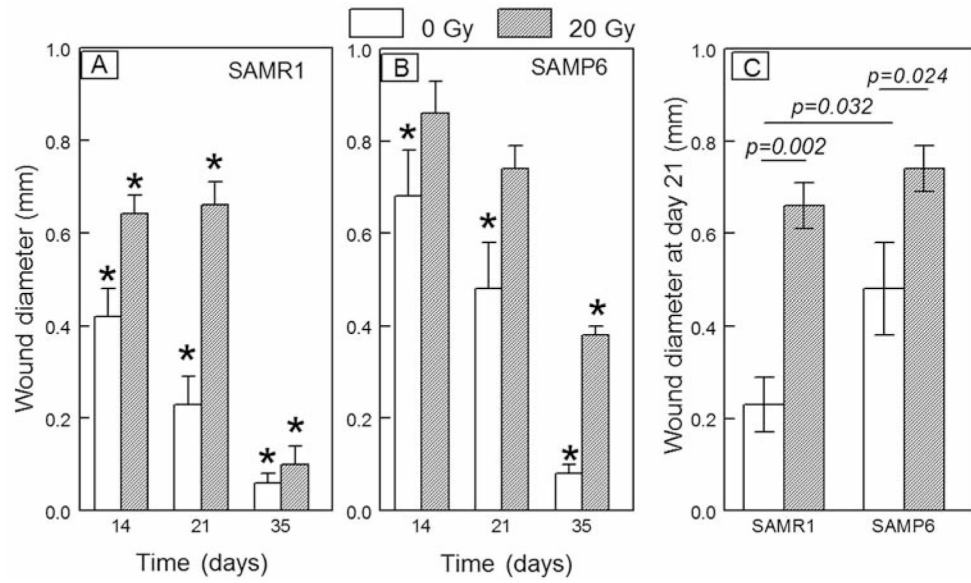 0 Gy 20 Gy
A SAMR1
Wound diameter (mm)
1.0
0.8
0.6
0.4
0.2
0.0
* * * * * *
14 21 35
Time (days)
B SAMP6
1.0
0.8
0.6
0.4
0.2
0.0
* * * *
14 21 35
Time (days)
C
Wound diameter at day 21 (mm)
1.0
0.8
0.6
0.4
0.2
0.0
p=0.024
p=0.032
p=0.002
SAMR1 SAMP6